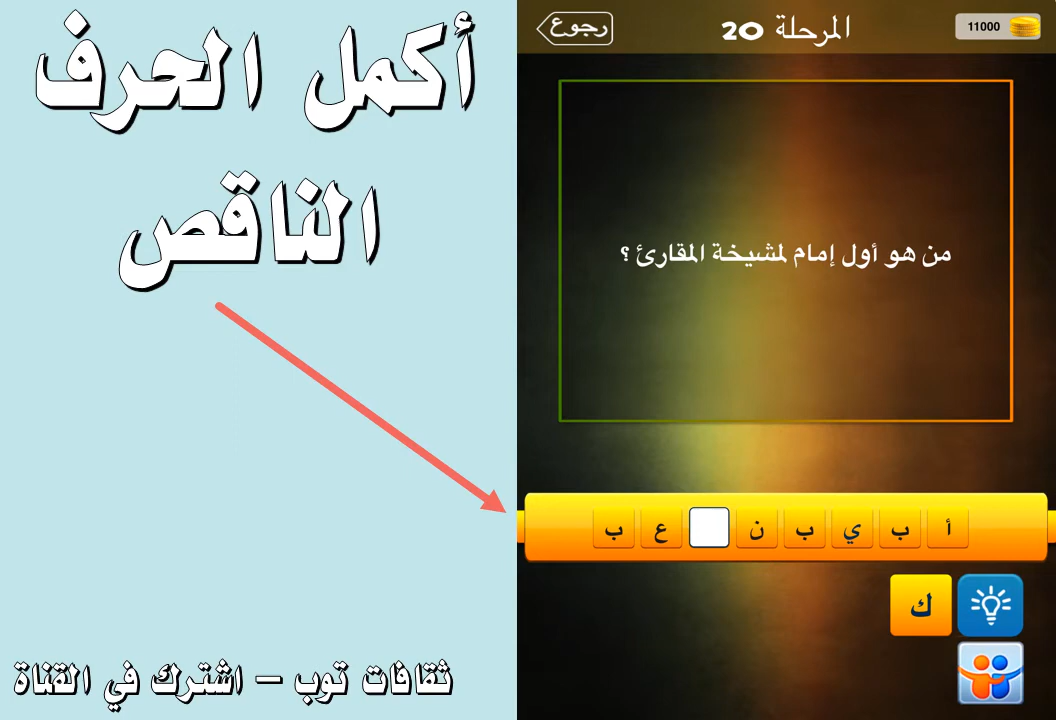 أكمل الحرف
الناقص
ثقافات توب – اشترك في القناة
رجوع
المرحلة 20
11000
من هو أول إمام لمشيخة المقارئ ؟
أ ب ي ب ن ع ب
ك